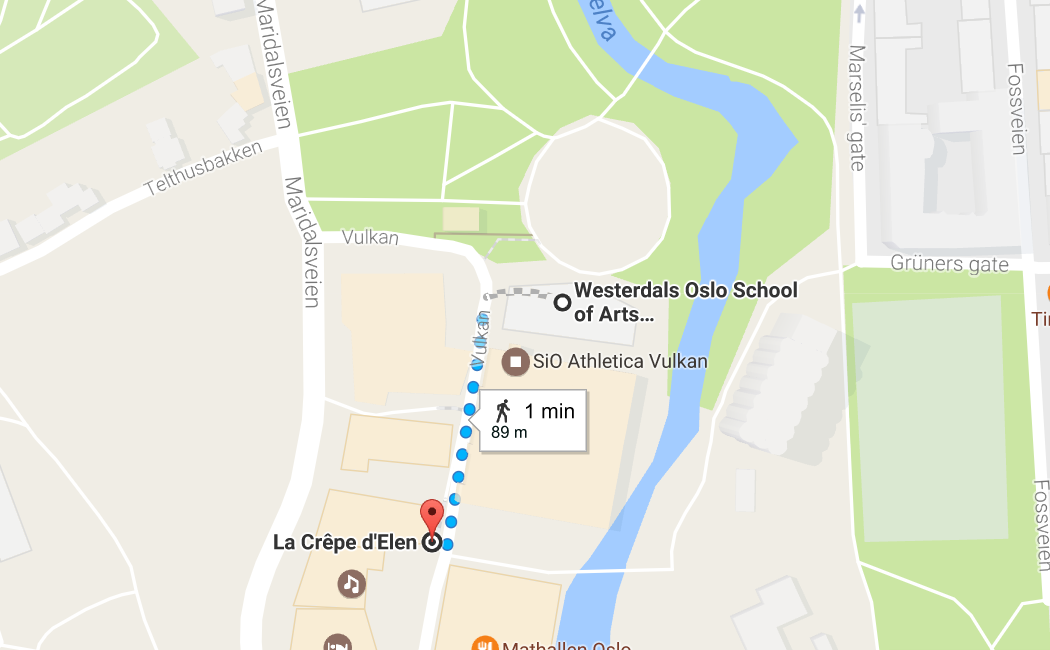 elva
Maridalsveien
Marselis' gate
Fossveien
Telthusbakken
Maridalsveien
Vulkan
Grüners gate
Westerdals Oslo School
of Arts...
Vulkan
SiO Athletica Vulkan
1 min
89 m
La Crêpe d'Elen
Fossveien
Mathallen Oslo